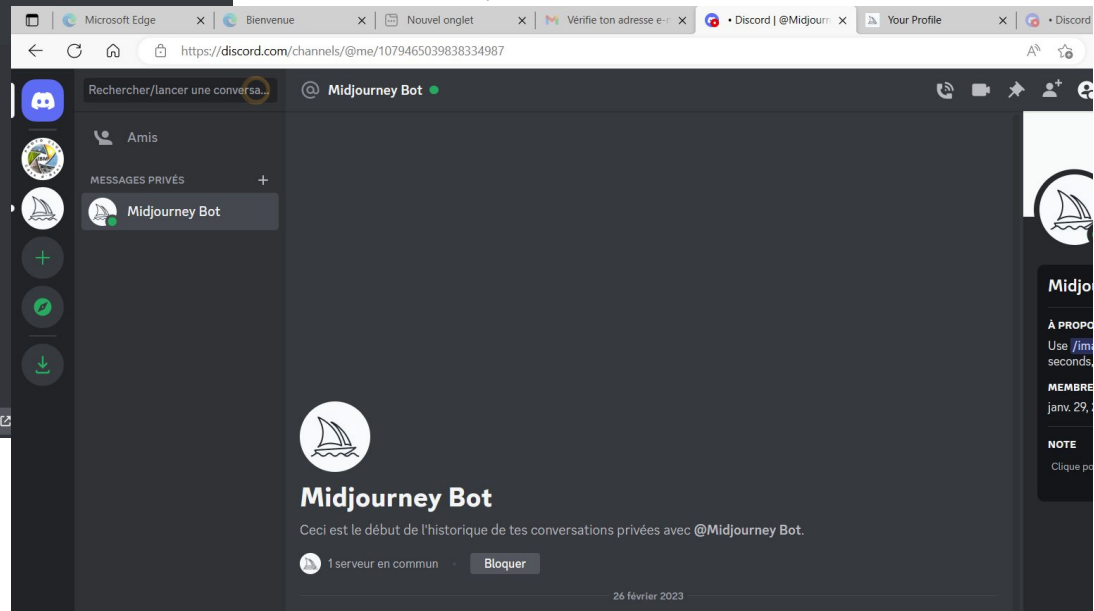 Microsoft Edge
Bienvenue
Nouvel onglet
Vérifie ton adresse e-
• Discord | @Midjourn
Your Profile
• Discord
https://discord.com/channels/@me/1079465039838334987
Rechercher/lancer une conversa...
Midjourney Bot
Amis
MESSAGES PRIVÉS
Midjourney Bot
Midjo
À PROPO
Use /ima
seconds,
MEMBRE
janv. 29,
NOTE
Clique po
Midjourney Bot
Ceci est le début de l'historique de tes conversations privées avec @Midjourney Bot.
1 serveur en commun
Bloquer
26 février 2023